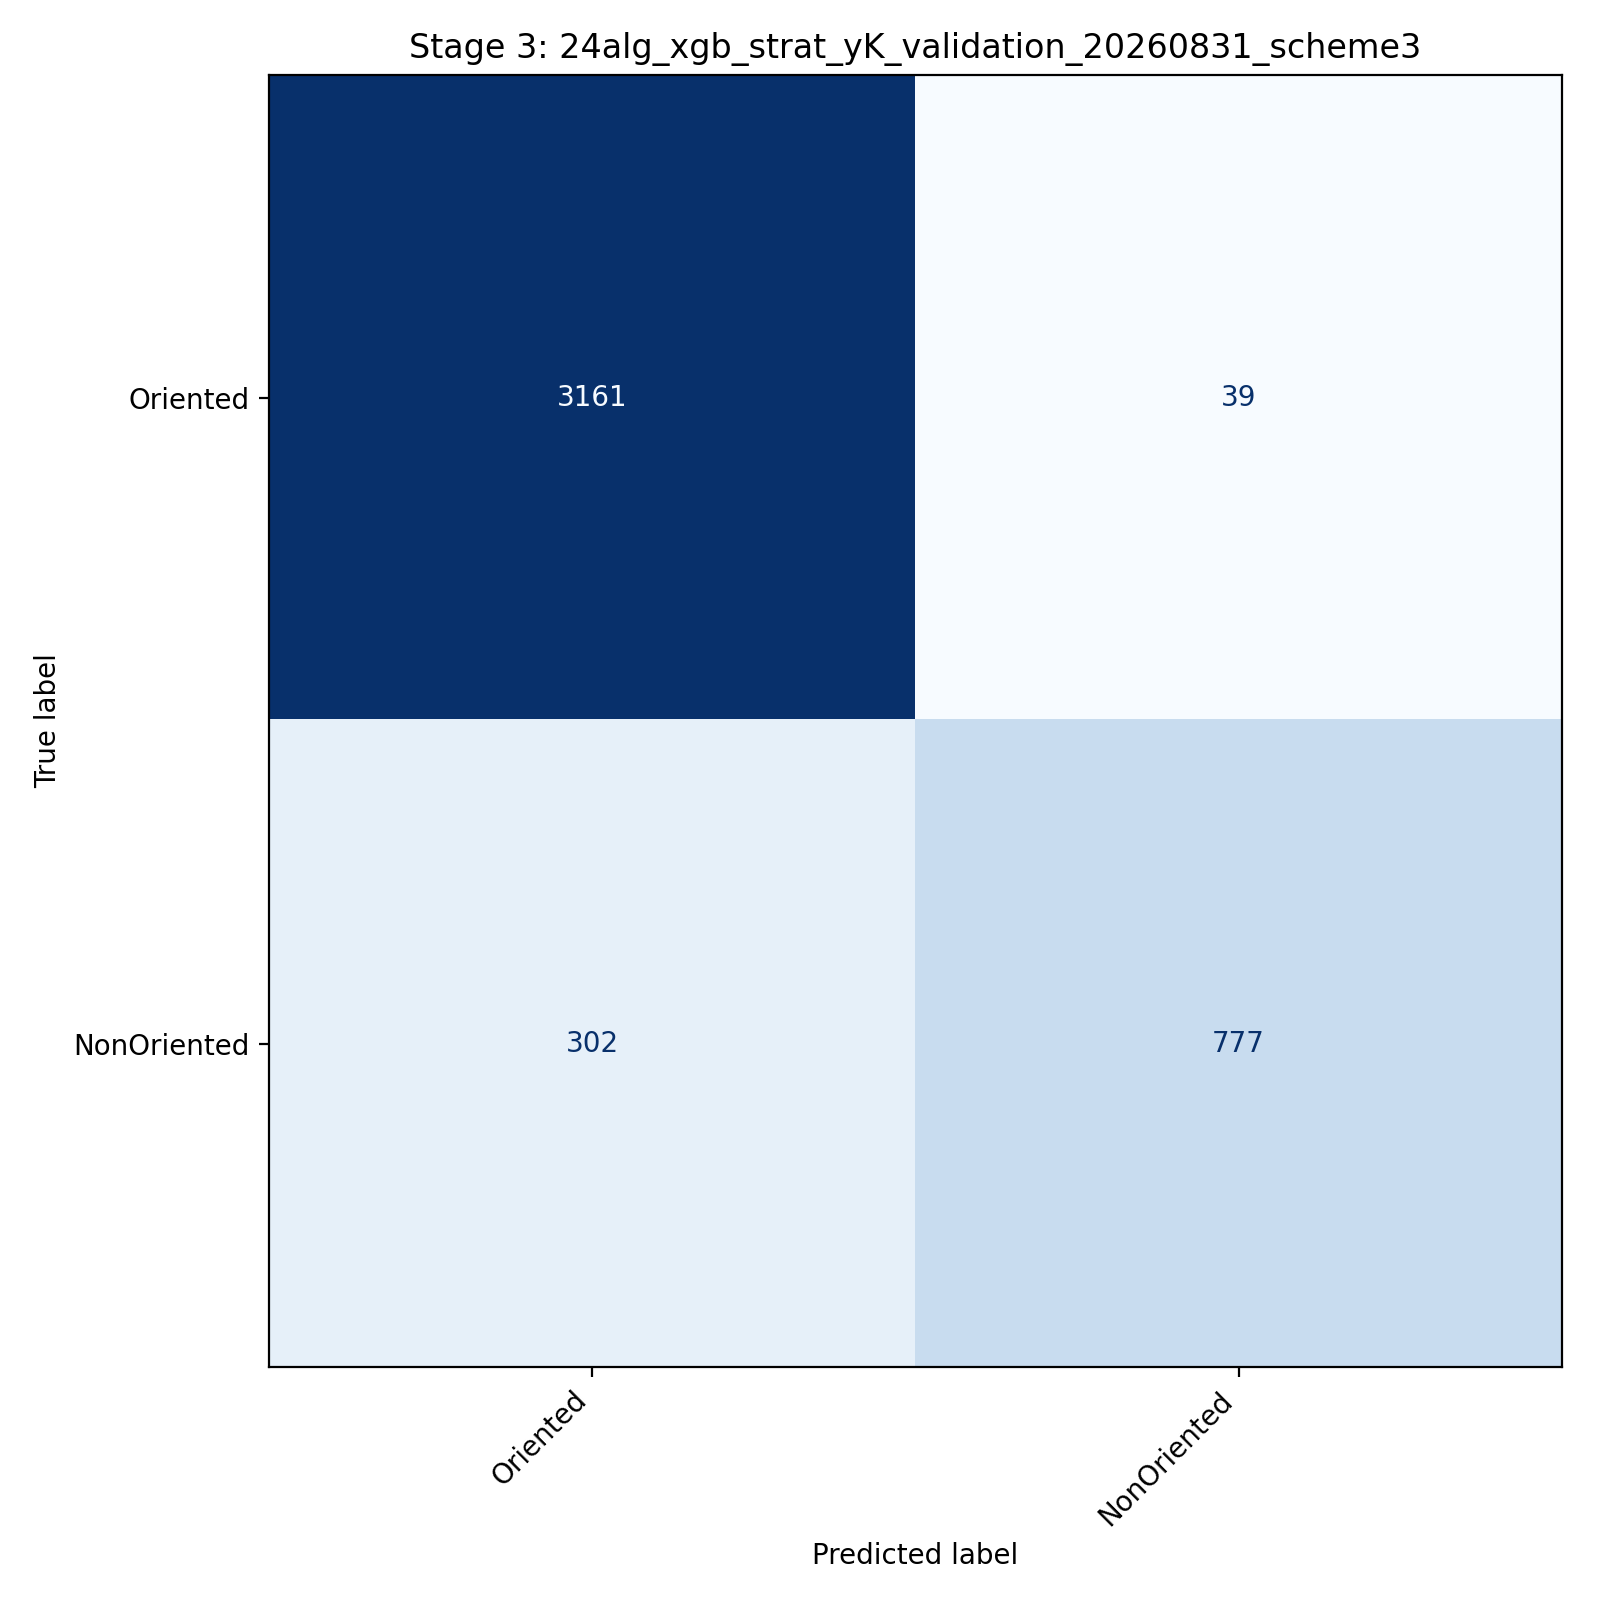 Stage 3: 24alg_xgb_strat_yK_validation_20260831_scheme3
True label
Oriented
3161
39
NonOriented
302
777
Oriented
NonOriented
Predicted label